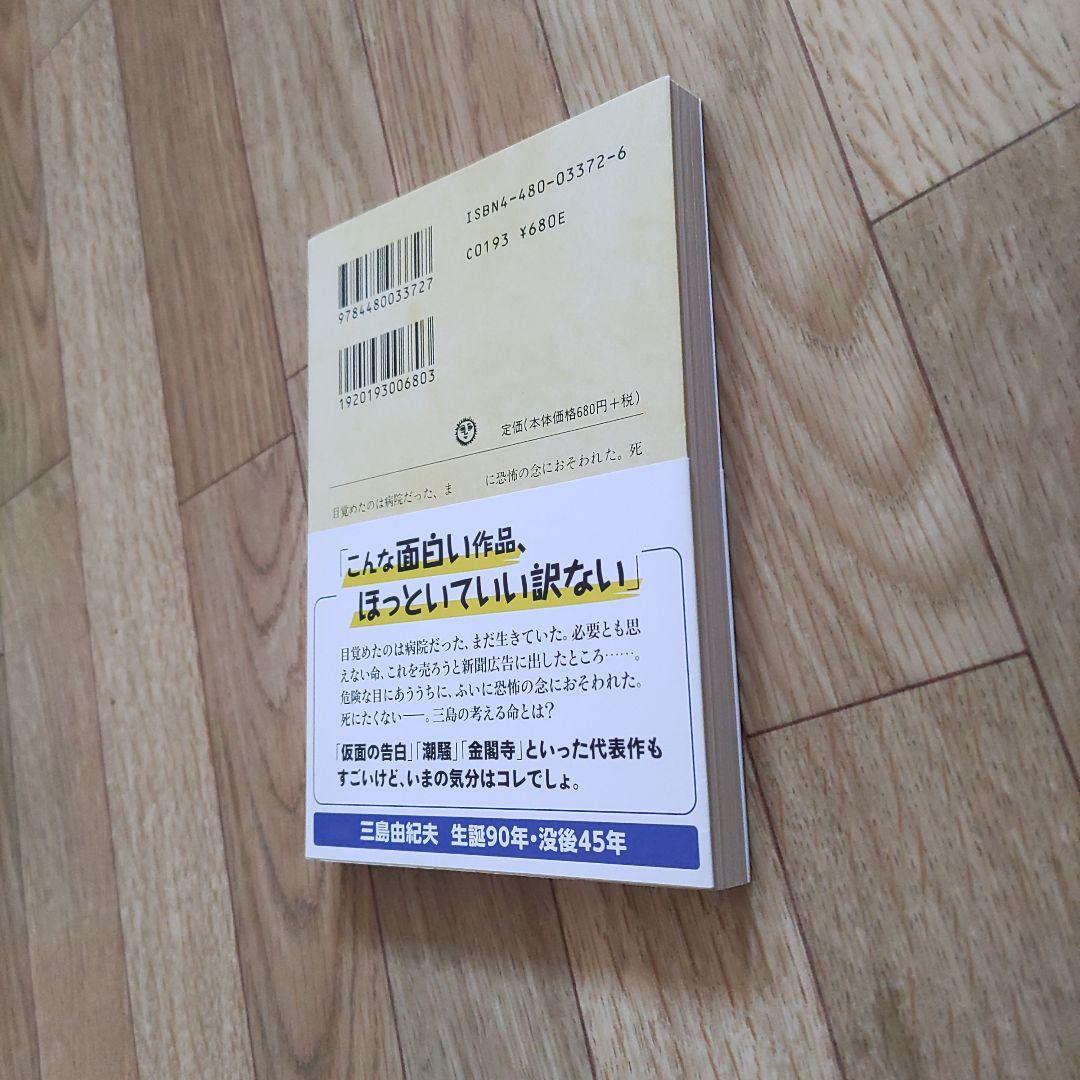 ISBN4-480-03372-6
C0193 ¥680E
9784480033727
1920193006803
定価(本体価格680円+税)
目覚めたのは病院だった、ま
に恐怖の念におそわれた。死
「こんな面白い作品、
ほっといていい訳ない」
目覚めたのは病院だった、まだ生きていた。必要とも思
えない命、これを売ろうと新聞広告に出したところ……。
危険な目にあううちに、ふいに恐怖の念におそわれた。
死にたくない──。三島の考える命とは?
「仮面の告白」「潮騒」「金閣寺」といった代表作も
すごいけど、いまの気分はコレでしょ。
三島由紀夫 生誕90年・没後45年